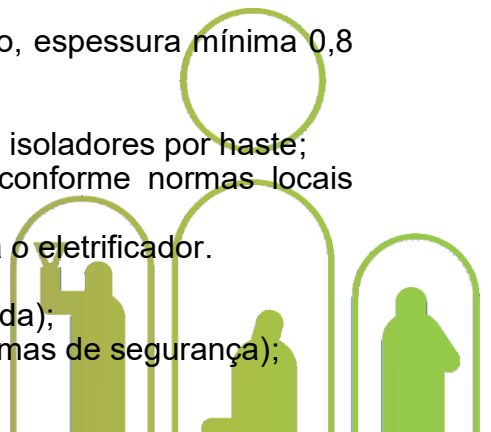 o, espessura mínima 0,8
isoladores por haste;
conforme normas locais
o eletrificador.
da);
mas de segurança);